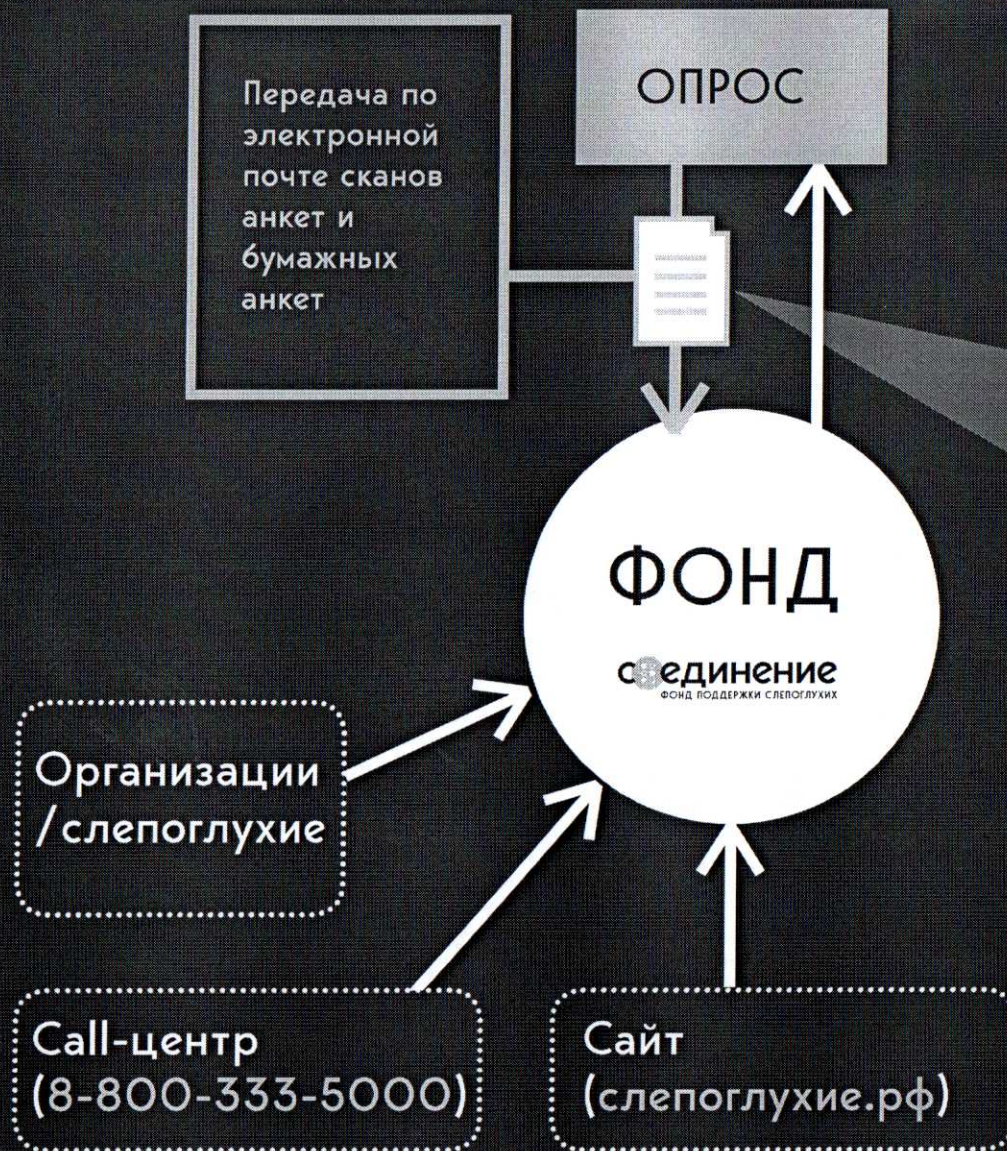 Передача по
электронной
почте сканов
анкет и
бумажных
анкет
ОПРОС
ФОНД
соединение
ФОНД ПОДДЕРЖКИ СЛЕПОГЛУХИХ
Организации
/слепоглухие
Call-центр
(8-800-333-5000)
Сайт
(слепоглухие.рф)